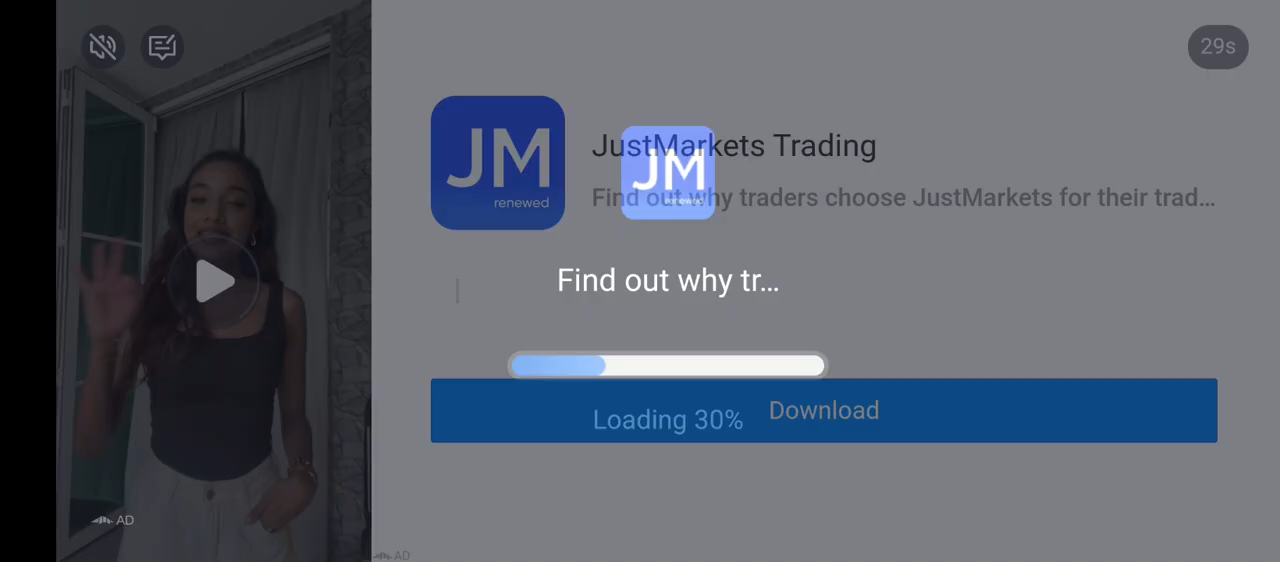 29s
JM
renewed
JustMarkets Trading
Find out why traders choose JustMarkets for their trad...
JM
renewed
Find out why tr...
Loading 30%
Download
AD
AD